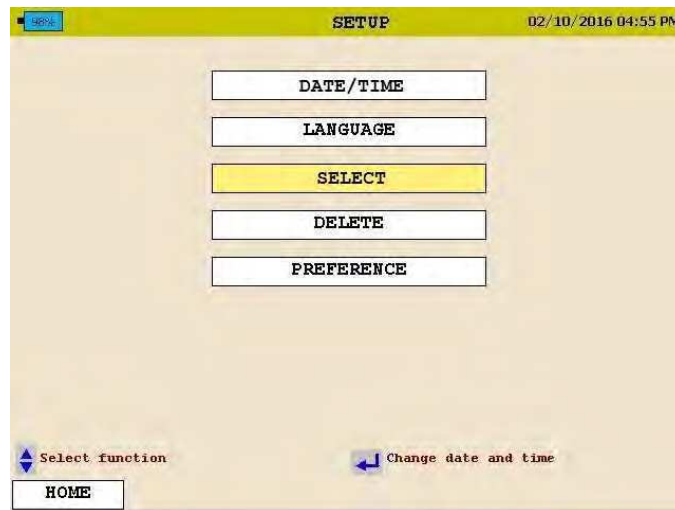 98% SETUP 02/10/2016 04:55 PM
DATE/TIME
LANGUAGE
SELECT
DELETE
PREFERENCE
Select function Change date and time
HOME